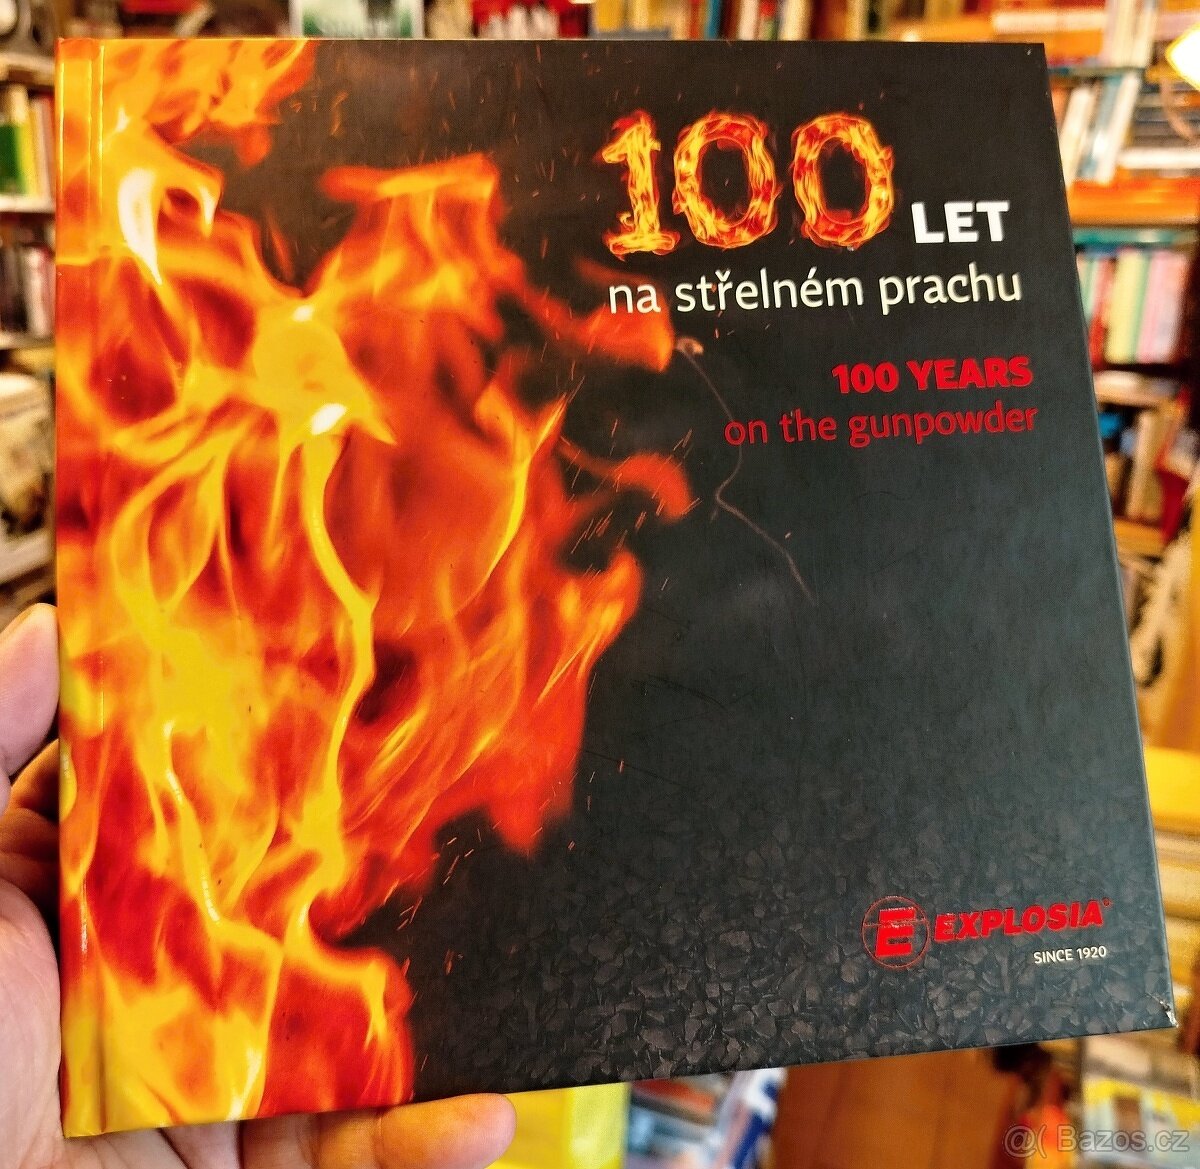 100 LET
na střelném prachu
100 YEARS
on the gunpowder
E EXPLOSIA®
SINCE 1920
@( Bazos.cz